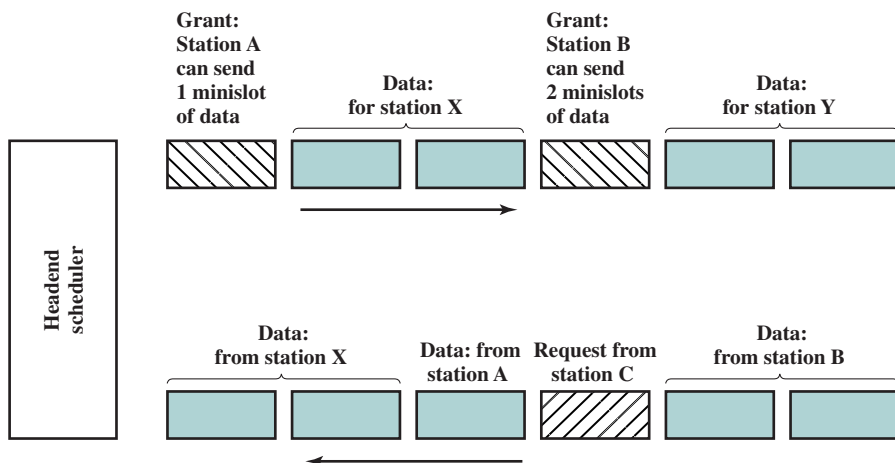 Grant:
Station A
can send
1 minislot
of data
Data:
for station X
Grant:
Station B
can send
2 minislots
of data
Data:
for station Y
Headend
scheduler
Data:
from station X
Data: from
station A
Request from
station C
Data:
from station B